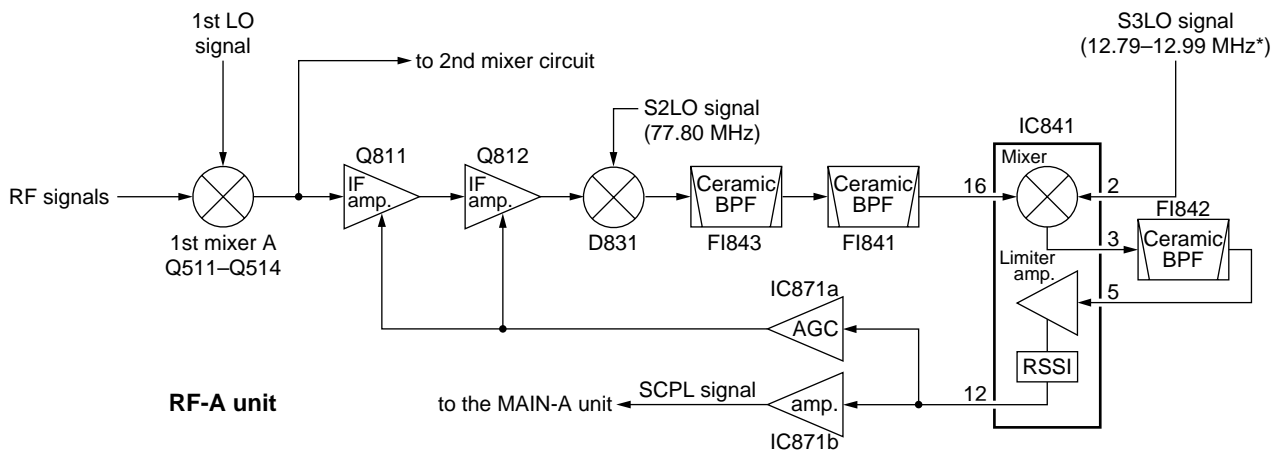 1st LO
signal
S3LO signal
(12.79–12.99 MHz*)
to 2nd mixer circuit
S2LO signal
(77.80 MHz)
IC841
Q811
Q812
Mixer
RF signals
IF
amp.
IF
amp.
Ceramic
BPF
Ceramic
BPF
16
2
1st mixer A
Q511–Q514
D831
FI843
FI841
FI842
3
Ceramic
BPF
Limiter
amp.
5
IC871a
AGC
RSSI
RF-A unit
to the MAIN-A unit
SCPL signal
amp.
12
IC871b